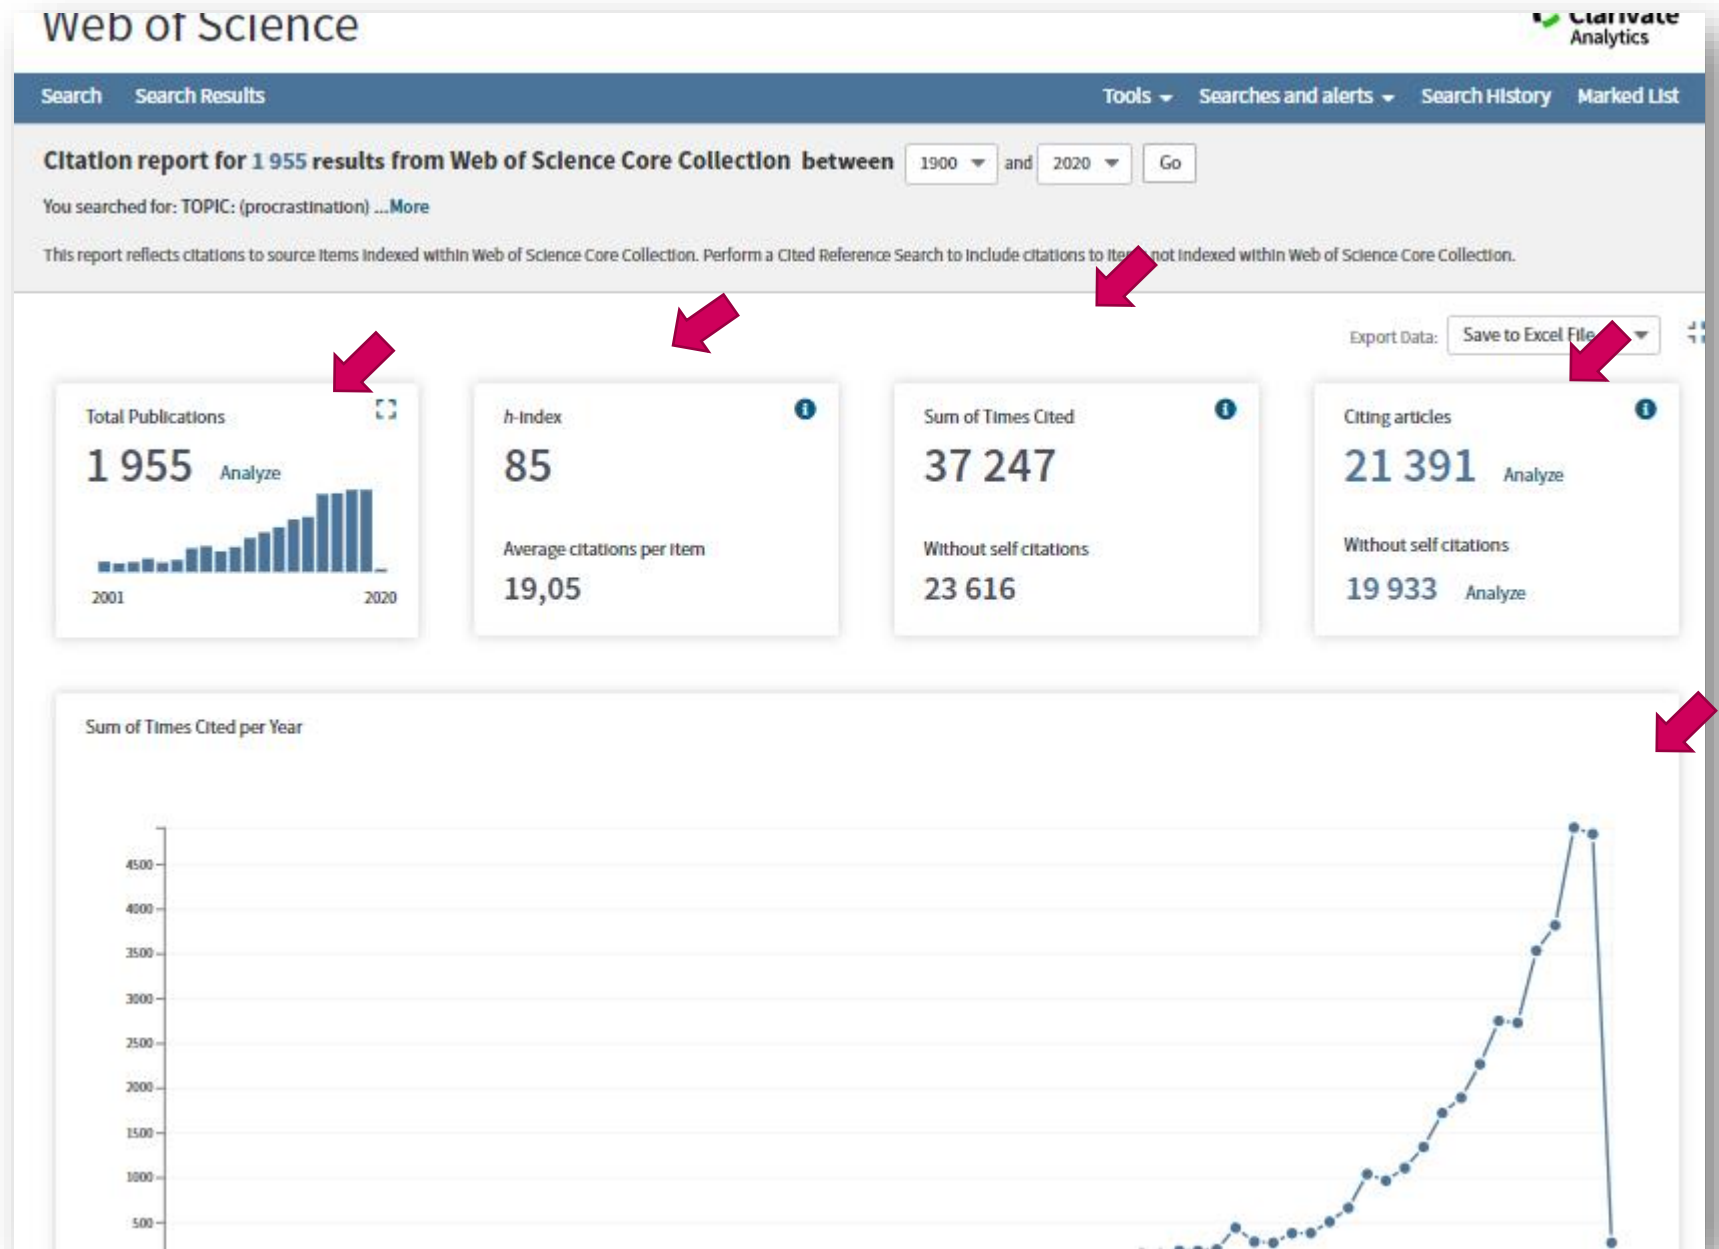 Web of Science
Clarivate
Analytics
Search Search Results Tools Searches and alerts Search History Marked List
Citation report for 1 955 results from Web of Science Core Collection between 1900 and 2020 Go
You searched for: TOPIC: (procrastination) ...More
This report reflects citations to source items indexed within Web of Science Core Collection. Perform a Cited Reference Search to include citations to not indexed within Web of Science Core Collection.
Export Data: Save to Excel File
Total Publications
1 955 Analyze
2001 2020
h-index
85
Average citations per item
19,05
Sum of Times Cited
37 247
Without self citations
23 616
Citing articles
21 391 Analyze
Without self citations
19 933 Analyze
Sum of Times Cited per Year
4500
4000
3500
3000
2500
2000
1500
1000
500